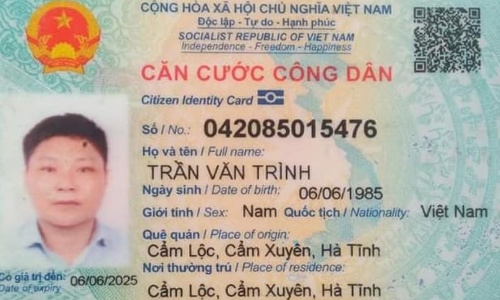 CỘNG HÒA XÃ HỘI CHỦ NGHĨA VIỆT NAM
Độc lập - Tự do - Hạnh phúc
SOCIALIST REPUBLIC OF VIET NAM
Independence - Freedom - Happiness
CĂN CƯỚC CÔNG DÂN
Citizen Identity Card
Số / No.: 042085015476
Họ và tên / Full name:
TRẦN VĂN TRÌNH
Ngày sinh / Date of birth: 06/06/1985
Giới tính / Sex: Nam Quốc tịch / Nationality: Việt Nam
Quê quán / Place of origin:
Cẩm Lộc, Cẩm Xuyên, Hà Tĩnh
Nơi thường trú / Place of residence:
Cẩm Lộc, Cẩm Xuyên, Hà Tĩnh
Có giá trị đến: 06/06/2025
Date of expiry